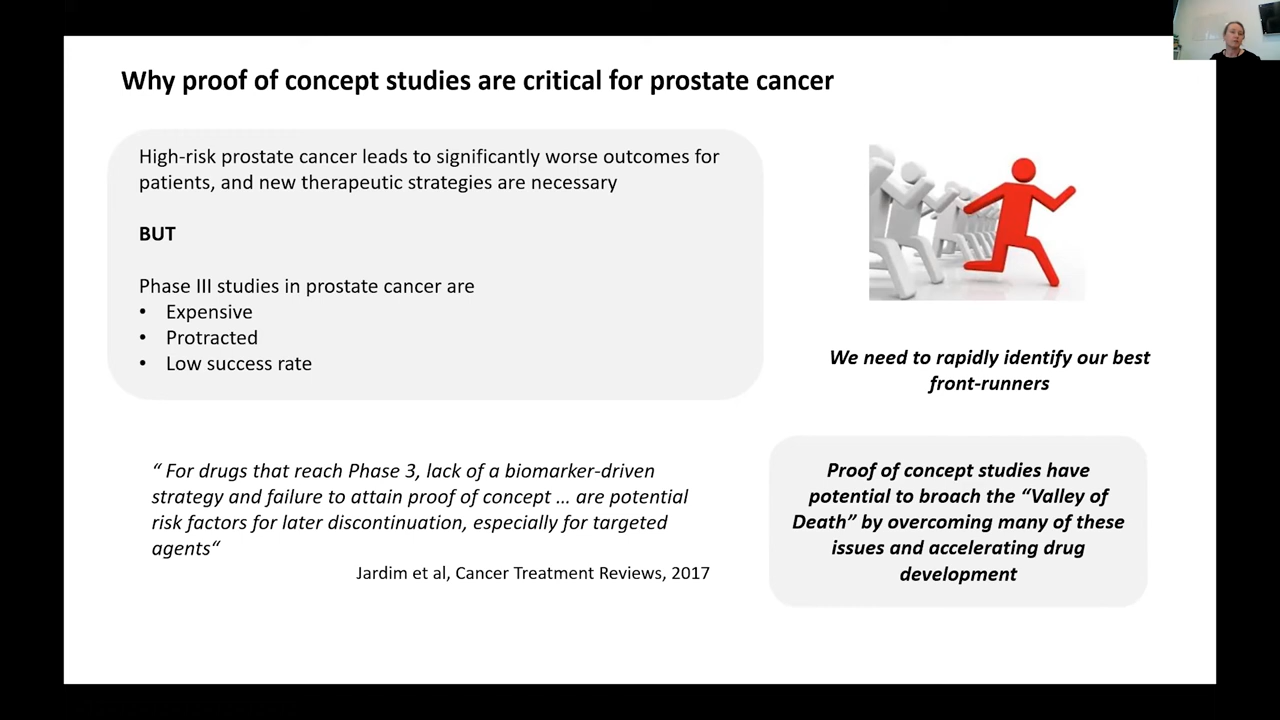 Why proof of concept studies are critical for prostate cancer
High-risk prostate cancer leads to significantly worse outcomes for
patients, and new therapeutic strategies are necessary
BUT
Phase III studies in prostate cancer are
• Expensive
• Protracted
• Low success rate
We need to rapidly identify our best
front-runners
“ For drugs that reach Phase 3, lack of a biomarker-driven
strategy and failure to attain proof of concept … are potential
risk factors for later discontinuation, especially for targeted
agents“
Jardim et al, Cancer Treatment Reviews, 2017
Proof of concept studies have
potential to broach the “Valley of
Death” by overcoming many of these
issues and accelerating drug
development